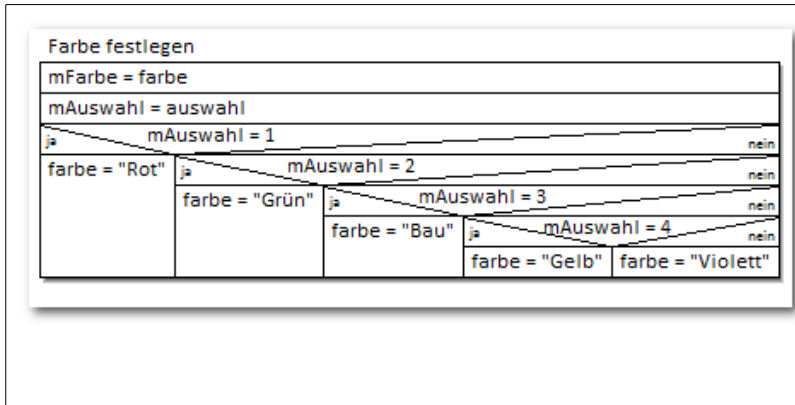 Farbe festlegen
mFarbe = farbe
mAuswahl = auswahl
ja mAuswahl = 1 nein
farbe = "Rot" ja mAuswahl = 2 nein
farbe = "Grün" ja mAuswahl = 3 nein
farbe = "Bau" ja mAuswahl = 4 nein
farbe = "Gelb" farbe = "Violett"